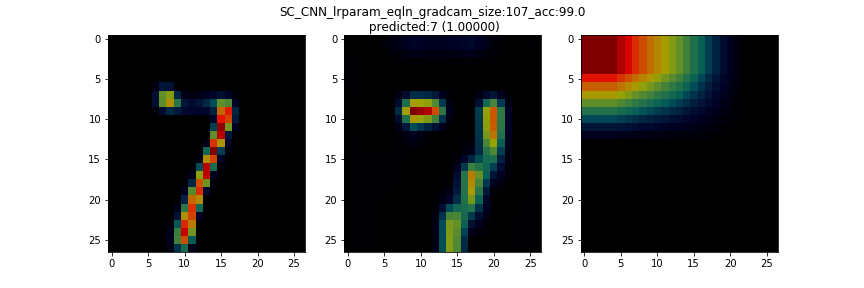 SC_CNN_lrparam_eqln_gradcam_size:107_acc:99.0
predicted:7 (1.00000)
0 0 0
5 5 5
10 10 10
15 15 15
20 20 20
25 25 25
0 5 10 15 20 25 0 5 10 15 20 25 0 5 10 15 20 25